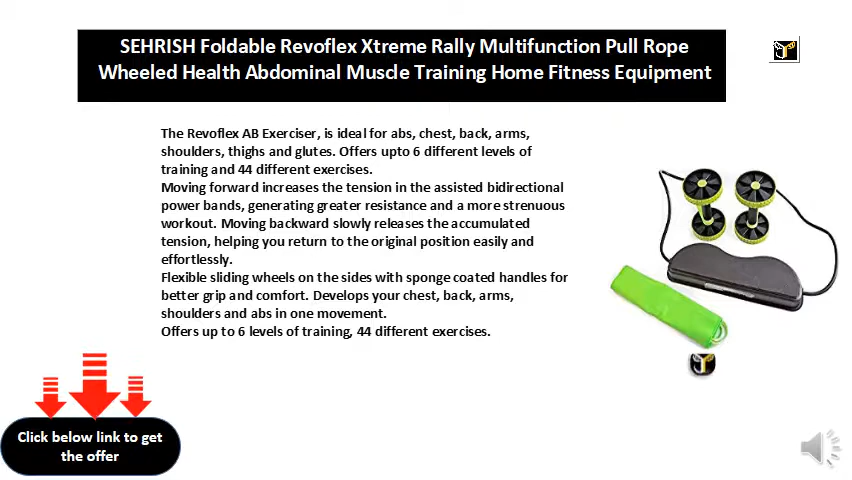 SEHRISH Foldable Revoflex Xtreme Rally Multifunction Pull Rope
Wheeled Health Abdominal Muscle Training Home Fitness Equipment
The Revoflex AB Exerciser, is ideal for abs, chest, back, arms,
shoulders, thighs and glutes. Offers upto 6 different levels of
training and 44 different exercises.
Moving forward increases the tension in the assisted bidirectional
power bands, generating greater resistance and a more strenuous
workout. Moving backward slowly releases the accumulated
tension, helping you return to the original position easily and
effortlessly.
Flexible sliding wheels on the sides with sponge coated handles for
better grip and comfort. Develops your chest, back, arms,
shoulders and abs in one movement.
Offers up to 6 levels of training, 44 different exercises.
Click below link to get
the offer